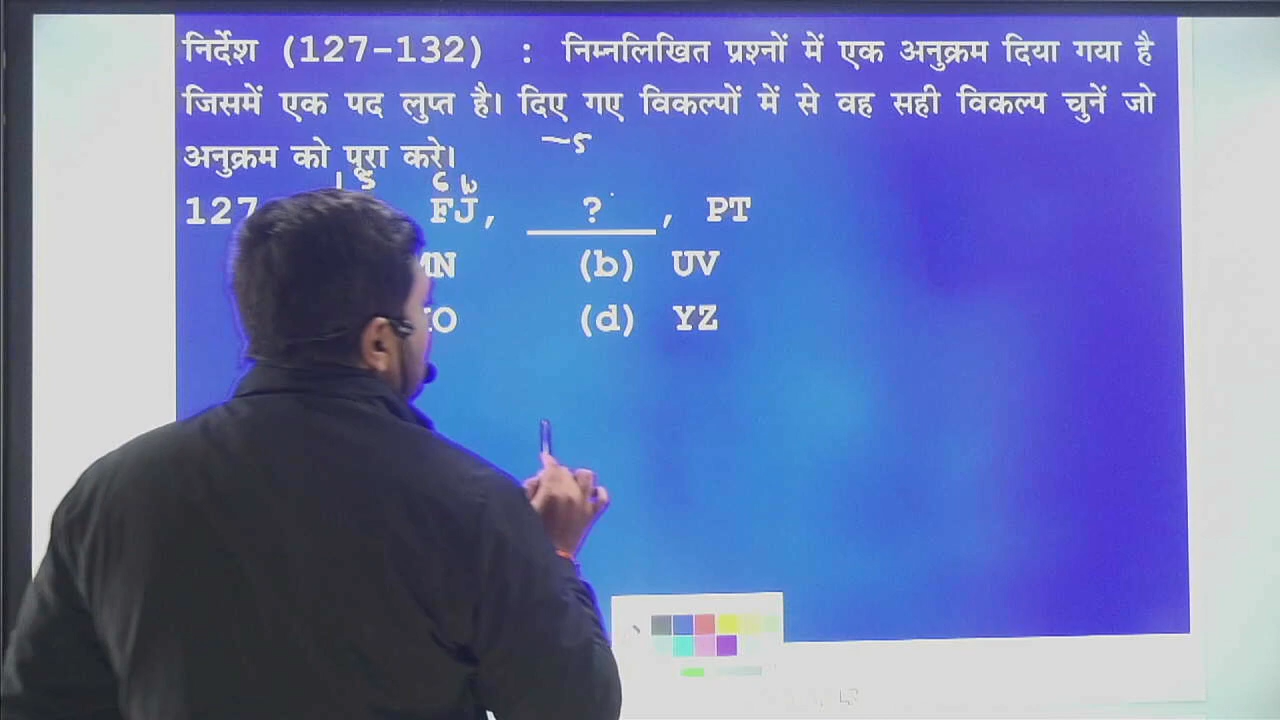 निर्देश (127-132) : निम्नलिखित प्रश्नों में एक अनुक्रम दिया गया है
जिसमें एक पद लुप्त है। दिए गए विकल्पों में से वह सही विकल्प चुनें जो
अनुक्रम को पूरा करे।
127 FJ, ? , PT
(b) UV
(d) YZ